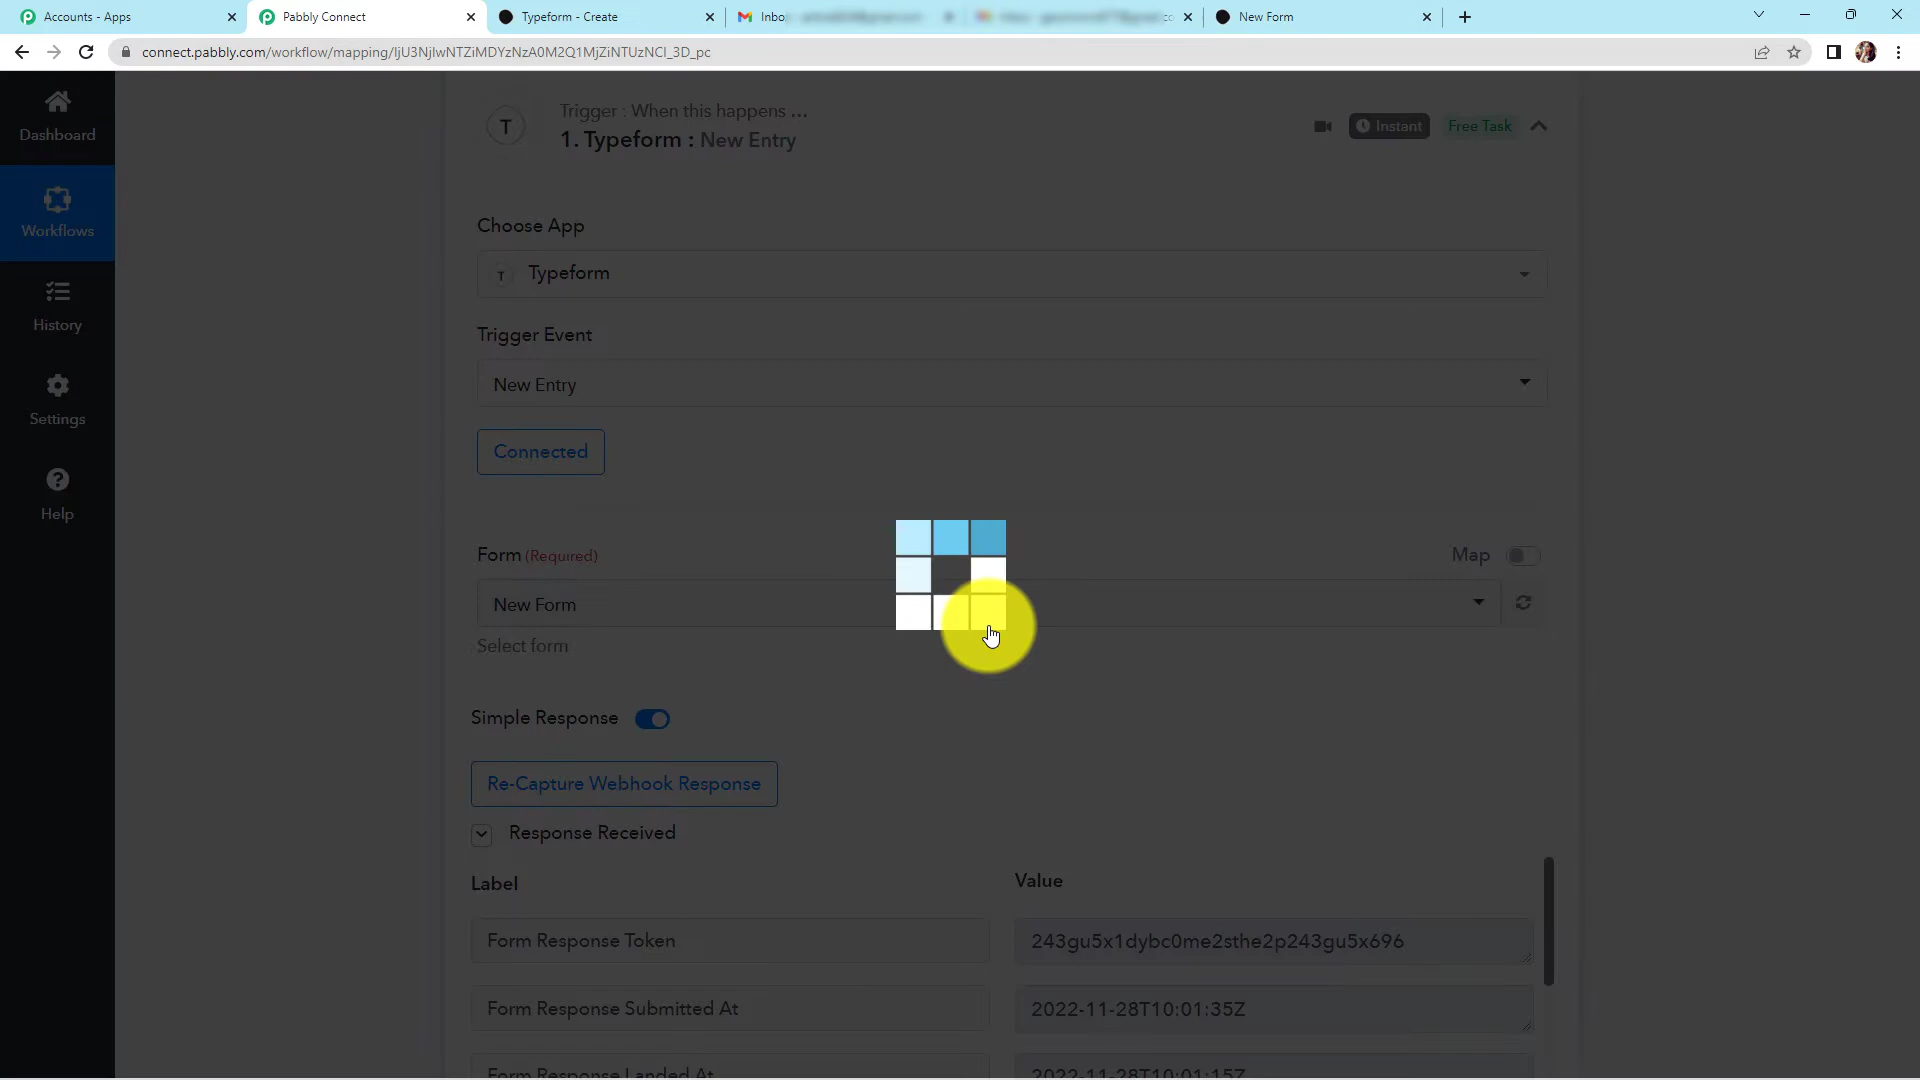 Accounts - Apps
Pabbly Connect
Typeform - Create
Inbo
New Form
connect.pabbly.com/workflow/mapping/IjU3NjIwNTZiMDYzNzA0M2Q1MjZiNTUzNCI_3D_pc
Dashboard
Workflows
History
Settings
Help
Trigger : When this happens ...
T
1. Typeform : New Entry
Instant
Free Task
Choose App
T Typeform
Trigger Event
New Entry
Connected
Form (Required)
Map
New Form
Select form
Simple Response
Re-Capture Webhook Response
Response Received
Label
Value
Form Response Token
243gu5x1dybc0me2sthe2p243gu5x696
Form Response Submitted At
2022-11-28T10:01:35Z
Form Response Landed At
2022-11-28T10:01:15Z